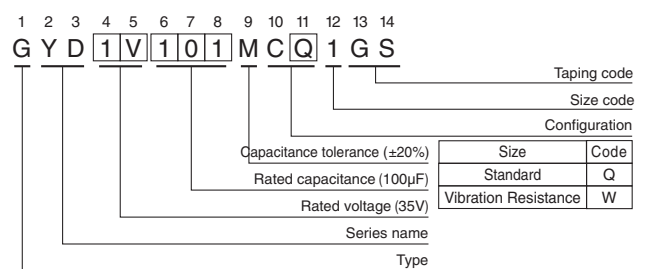 1 2 3 4 5 6 7 8 9 10 11 12 13 14
G Y D 1 V 1 0 1 M C Q 1 G S
Taping code
Size code
Configuration
Capacitance tolerance (±20%)
Rated capacitance (100µF)
Rated voltage (35V)
Series name
Type
Size Code
Standard Q
Vibration Resistance W